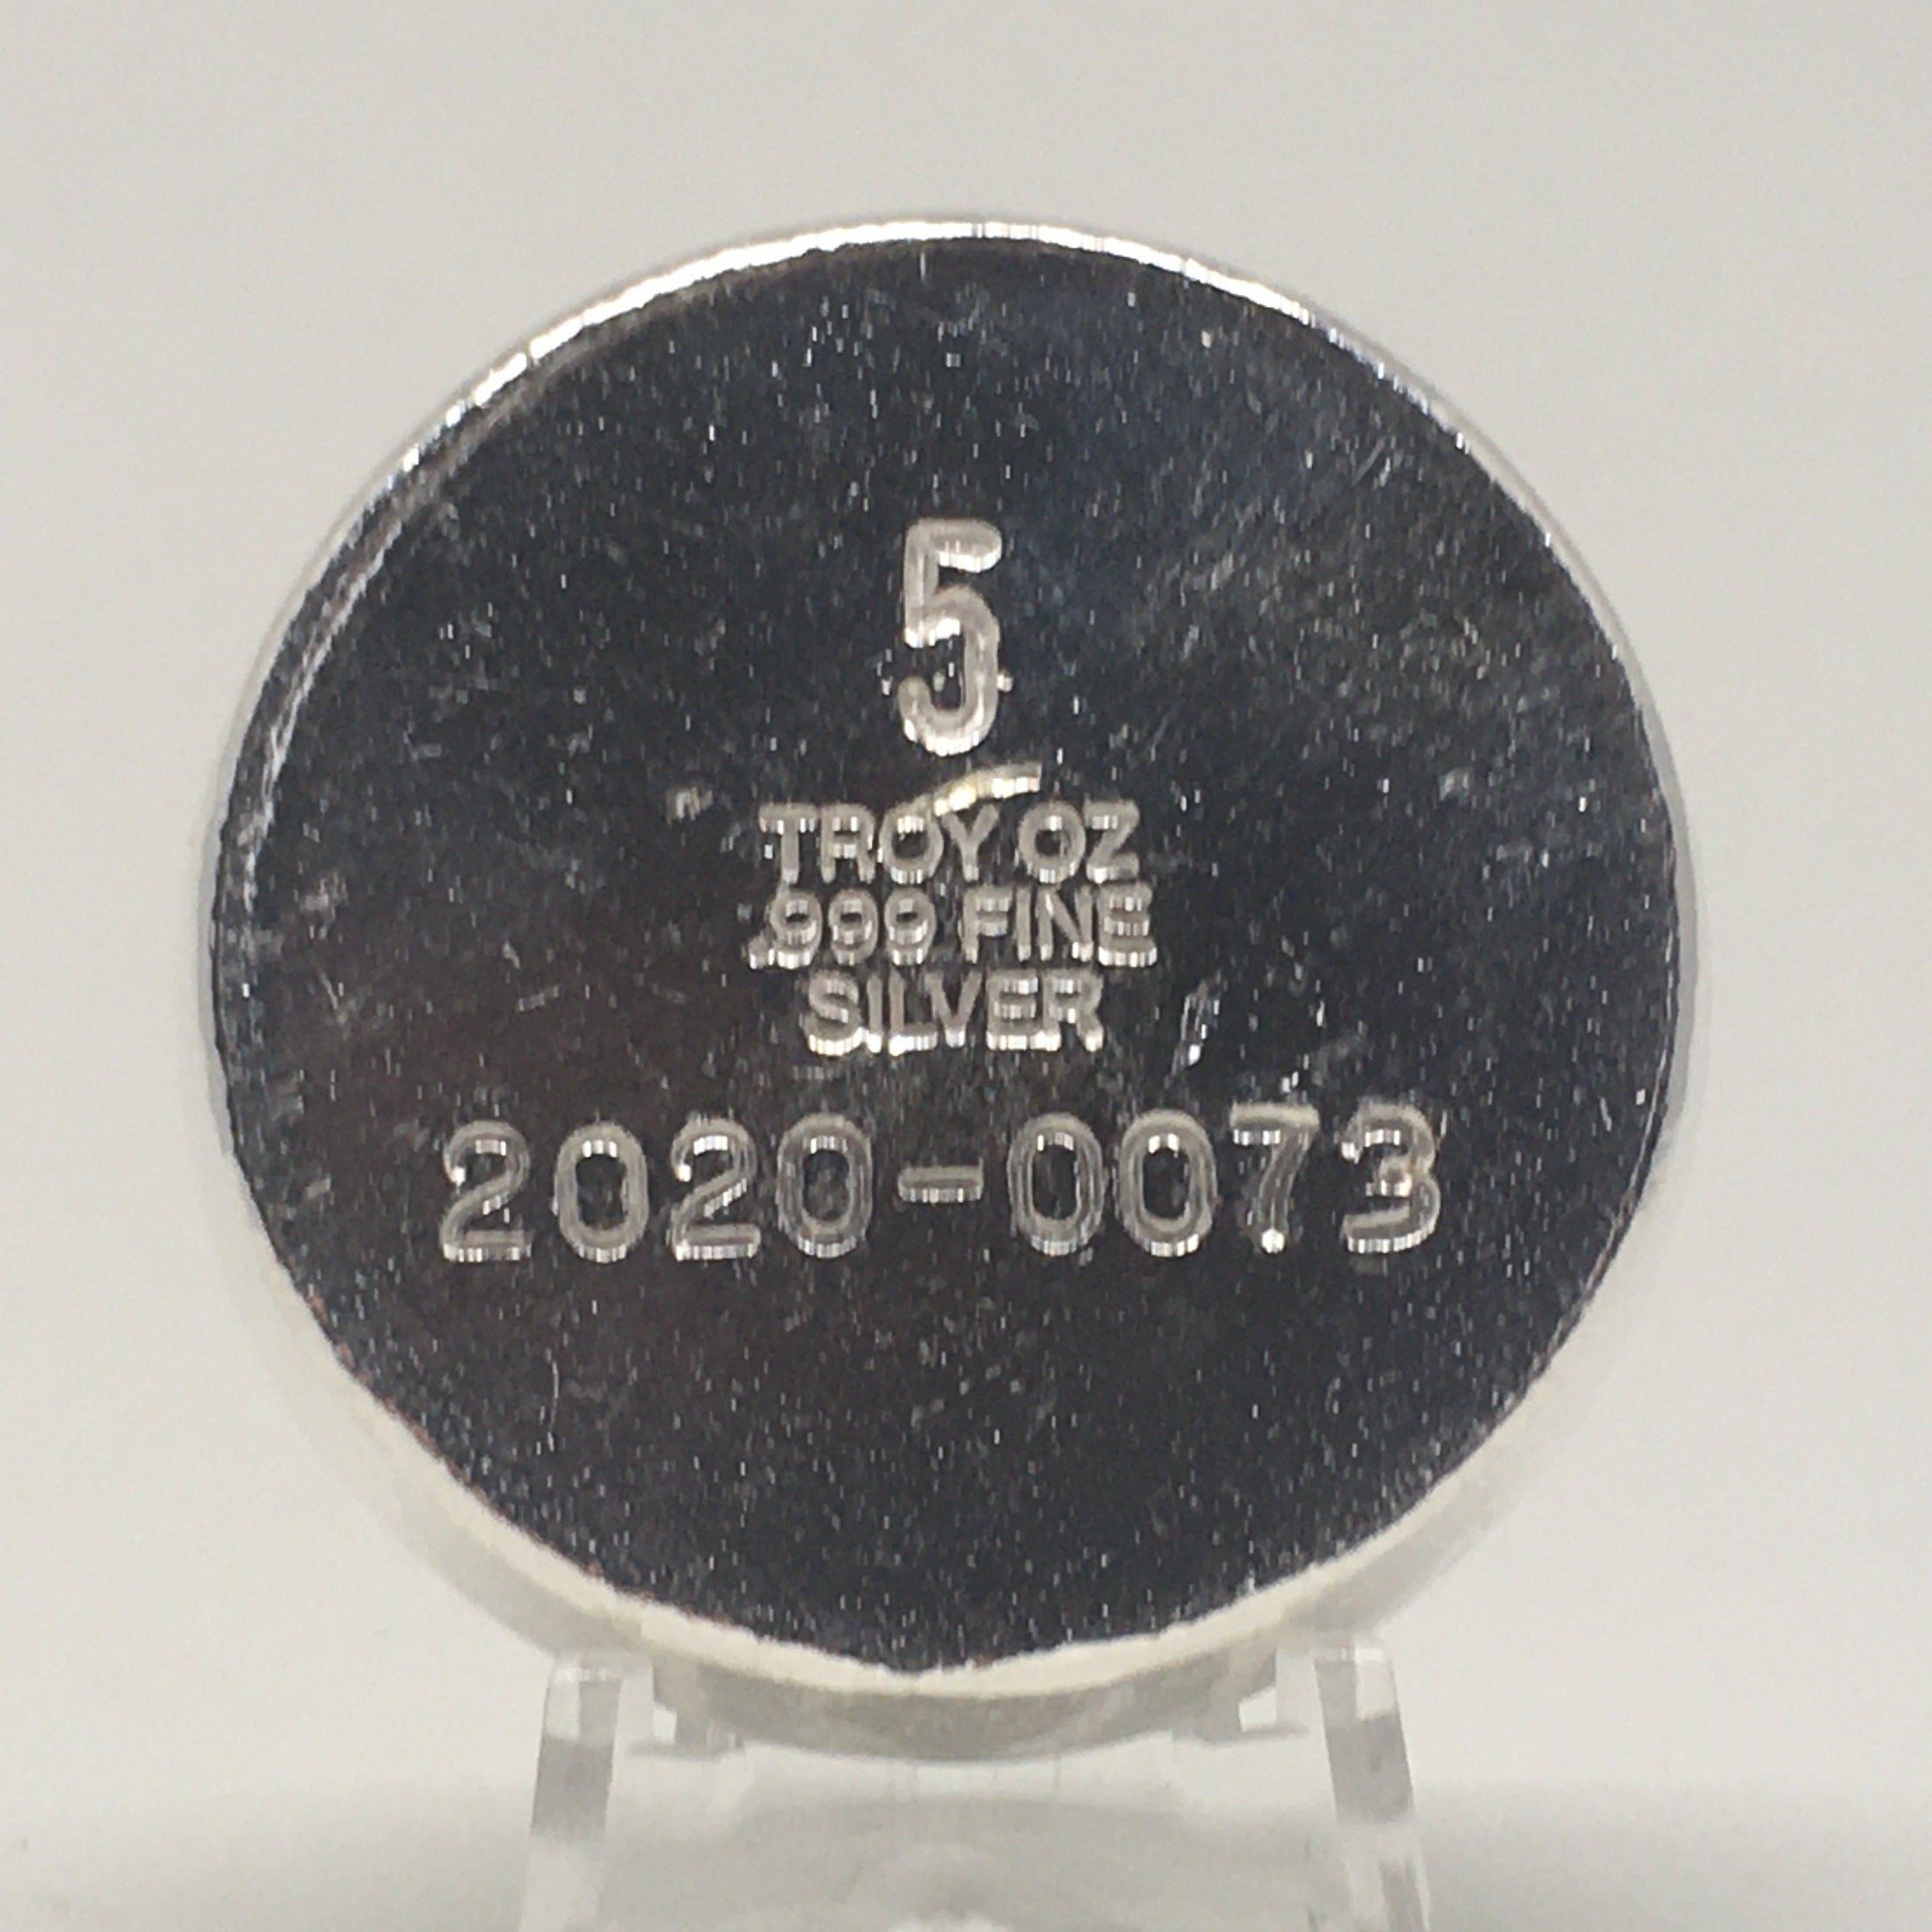 5
TROY OZ
.999 FINE
SILVER
2020-0073